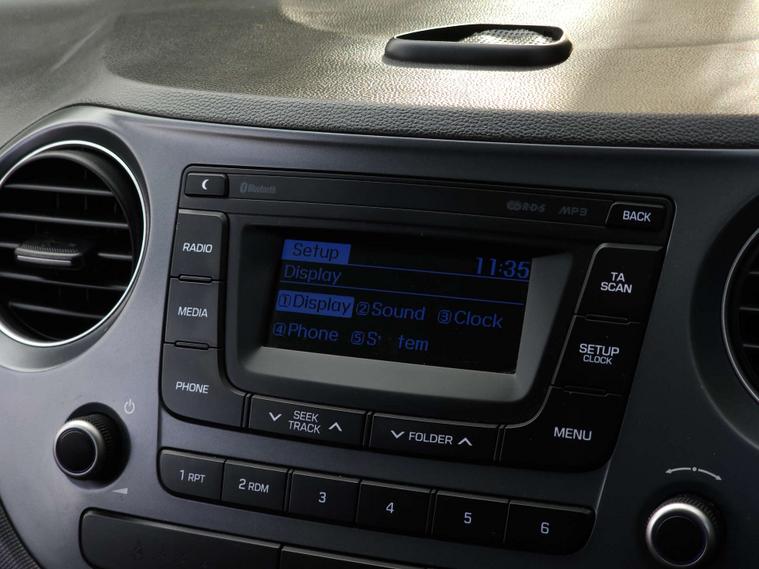 Bluetooth
R·D·S MP3 BACK
RADIO
MEDIA
PHONE
Setup 11:35
Display
①Display ②Sound ③Clock
④Phone ⑤System
TA
SCAN
SETUP
CLOCK
SEEK
TRACK
FOLDER
MENU
1 RPT 2 RDM 3 4 5 6